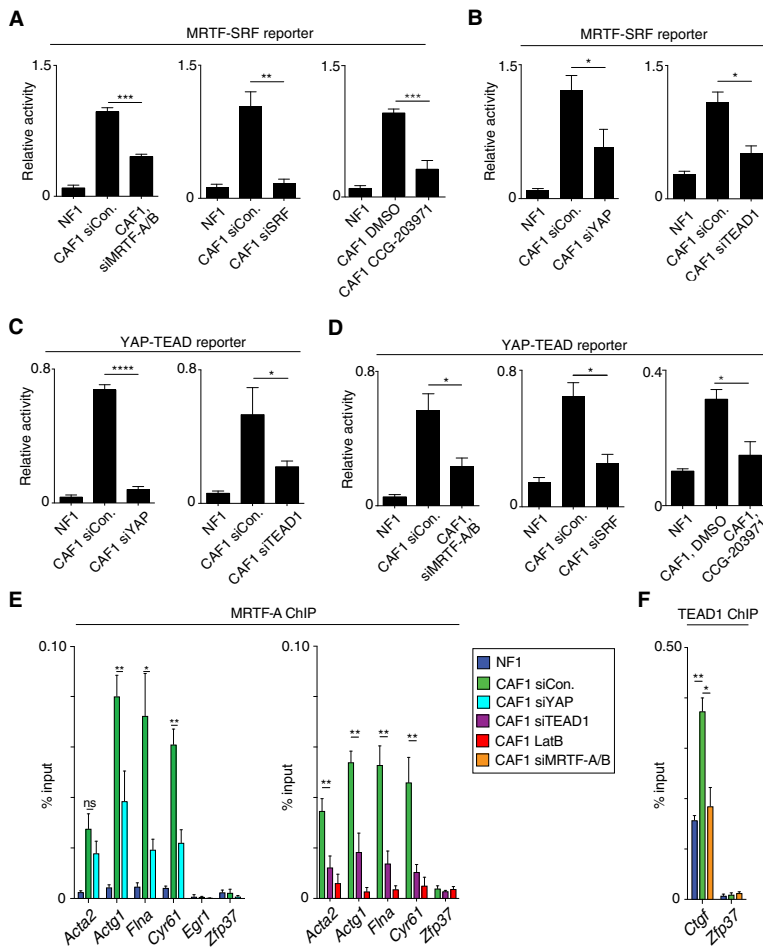 A
MRTF-SRF reporter
Relative activity
1.5
0
***
NF1
CAF1 siCon.
CAF1, siMRTF-A/B
1.5
0
**
NF1
CAF1 siCon.
CAF1 siSRF
1.5
0
***
NF1
CAF1 DMSO
CAF1 CCG-203971
B
MRTF-SRF reporter
Relative activity
1.5
0
*
NF1
CAF1 siCon.
CAF1 siYAP
1.5
0
*
NF1
CAF1 siCon.
CAF1 siTEAD1
C
YAP-TEAD reporter
Relative activity
0.8
0
****
NF1
CAF1 siCon.
CAF1 siYAP
0.8
0
*
NF1
CAF1 siCon.
CAF1 siTEAD1
D
YAP-TEAD reporter
Relative activity
0.8
0
*
NF1
CAF1 siCon.
CAF1, siMRTF-A/B
0.8
0
*
NF1
CAF1 siCon.
CAF1 siSRF
0.4
0
*
NF1
CAF1, DMSO
CAF1, CCG-203971
E
MRTF-A ChIP
% input
0.10
0
ns
**
*
**
Acta2
Actg1
Flna
Cyr61
Egr1
Zfp37
% input
0.10
0
**
**
**
**
Acta2
Actg1
Flna
Cyr61
Zfp37
NF1
CAF1 siCon.
CAF1 siYAP
CAF1 siTEAD1
CAF1 LatB
CAF1 siMRTF-A/B
F
TEAD1 ChIP
% input
0.50
0
**
*
Ctgf
Zfp37